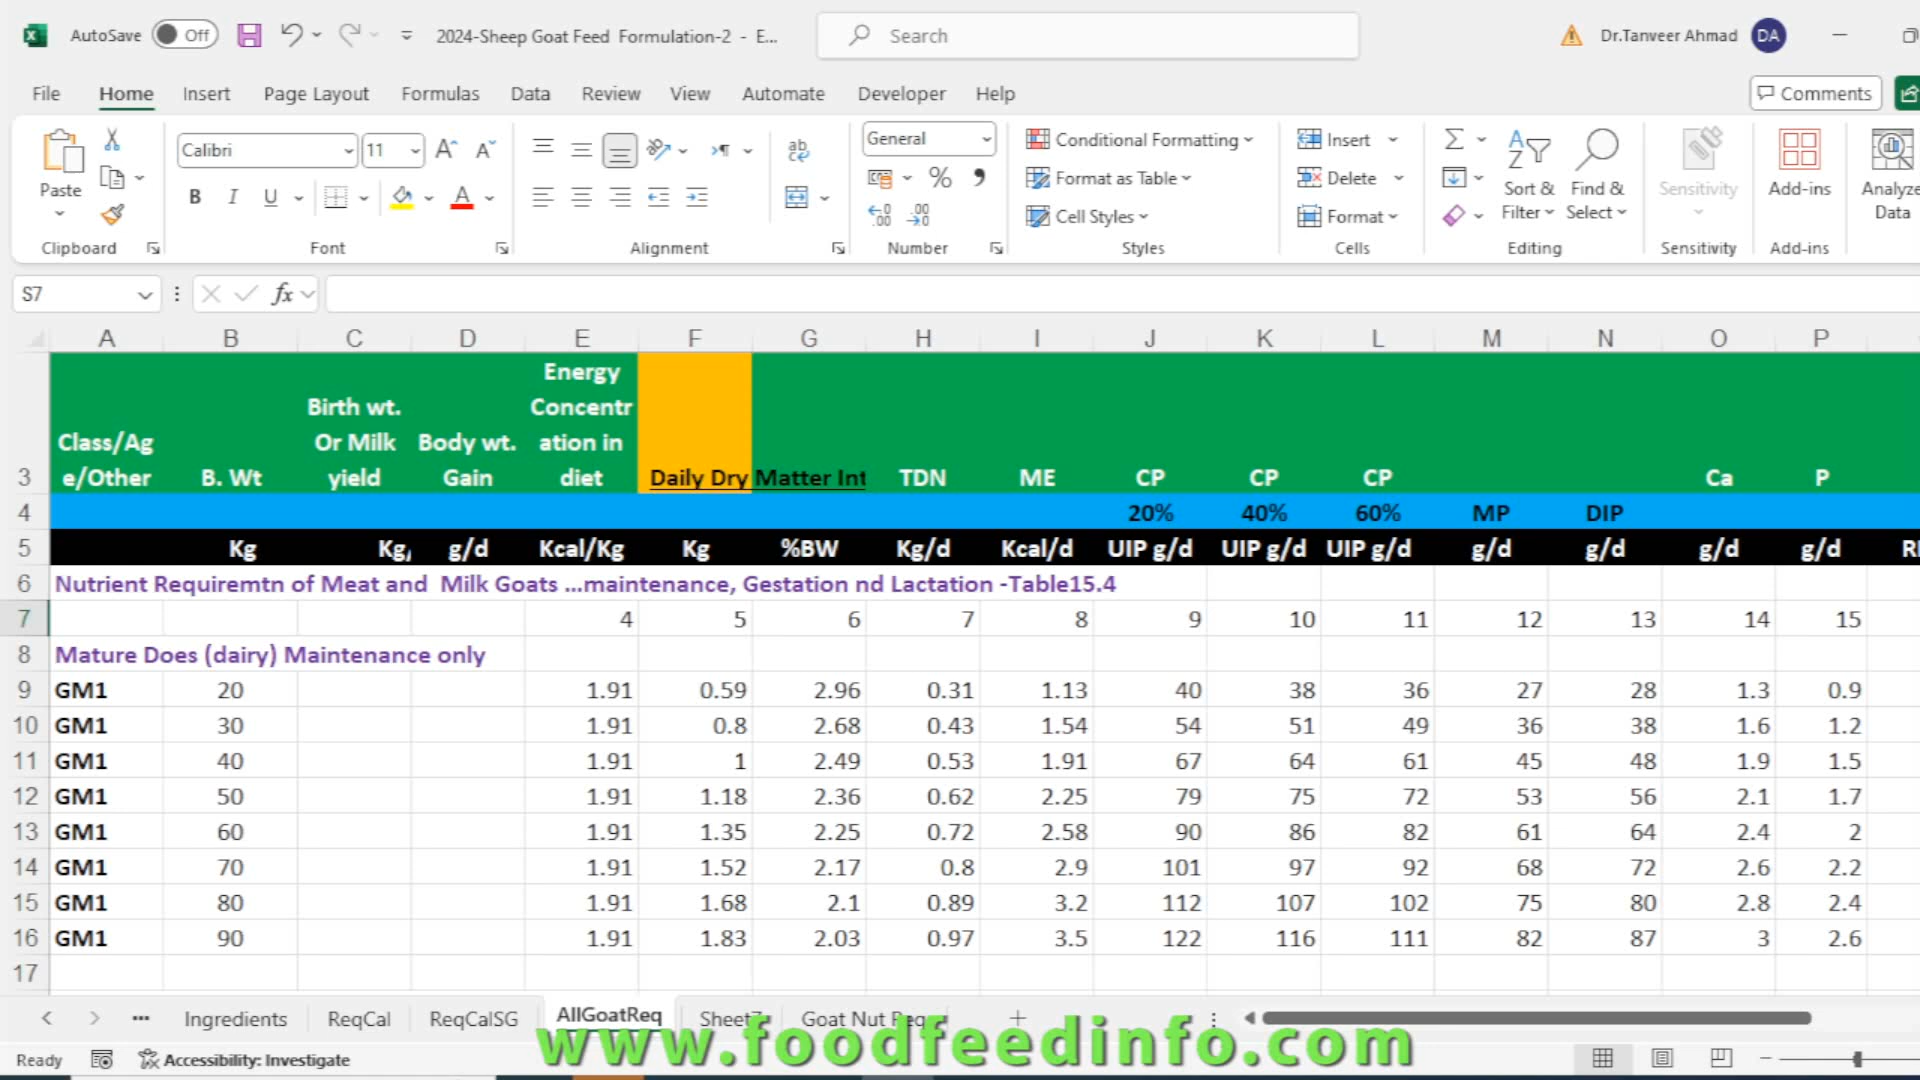 AutoSave Off 2024-Sheep Goat Feed Formulation-2 - E... Search Dr.Tanveer Ahmad DA
File Home Insert Page Layout Formulas Data Review View Automate Developer Help Comments
Calibri 11 General Conditional Formatting Insert
Paste Format as Table Delete Sort & Filter Find & Select Sensitivity Add-ins Analyze Data
B I U Cell Styles Format
Clipboard Font Alignment Number Styles Cells Editing Sensitivity Add-ins
S7 fx
A B C D E F G H I J K L M N O P
3 Class/Age/Other B. Wt Birth wt. Or Milk yield Body wt. Gain Energy Concentration in diet Daily Dry Matter Int TDN ME CP CP CP Ca P
4 20% 40% 60% MP DIP
5 Kg Kg/ g/d Kcal/Kg Kg %BW Kg/d Kcal/d UIP g/d UIP g/d UIP g/d g/d g/d g/d g/d
6 Nutrient Requiremtn of Meat and Milk Goats ...maintenance, Gestation nd Lactation -Table15.4
7 4 5 6 7 8 9 10 11 12 13 14 15
8 Mature Does (dairy) Maintenance only
9 GM1 20 1.91 0.59 2.96 0.31 1.13 40 38 36 27 28 1.3 0.9
10 GM1 30 1.91 0.8 2.68 0.43 1.54 54 51 49 36 38 1.6 1.2
11 GM1 40 1.91 1 2.49 0.53 1.91 67 64 61 45 48 1.9 1.5
12 GM1 50 1.91 1.18 2.36 0.62 2.25 79 75 72 53 56 2.1 1.7
13 GM1 60 1.91 1.35 2.25 0.72 2.58 90 86 82 61 64 2.4 2
14 GM1 70 1.91 1.52 2.17 0.8 2.9 101 97 92 68 72 2.6 2.2
15 GM1 80 1.91 1.68 2.1 0.89 3.2 112 107 102 75 80 2.8 2.4
16 GM1 90 1.91 1.83 2.03 0.97 3.5 122 116 111 82 87 3 2.6
17
Ingredients ReqCal ReqCalSG AllGoatReq Goat Nut Req
www.foodfeedinfo.com
Ready Accessibility: Investigate